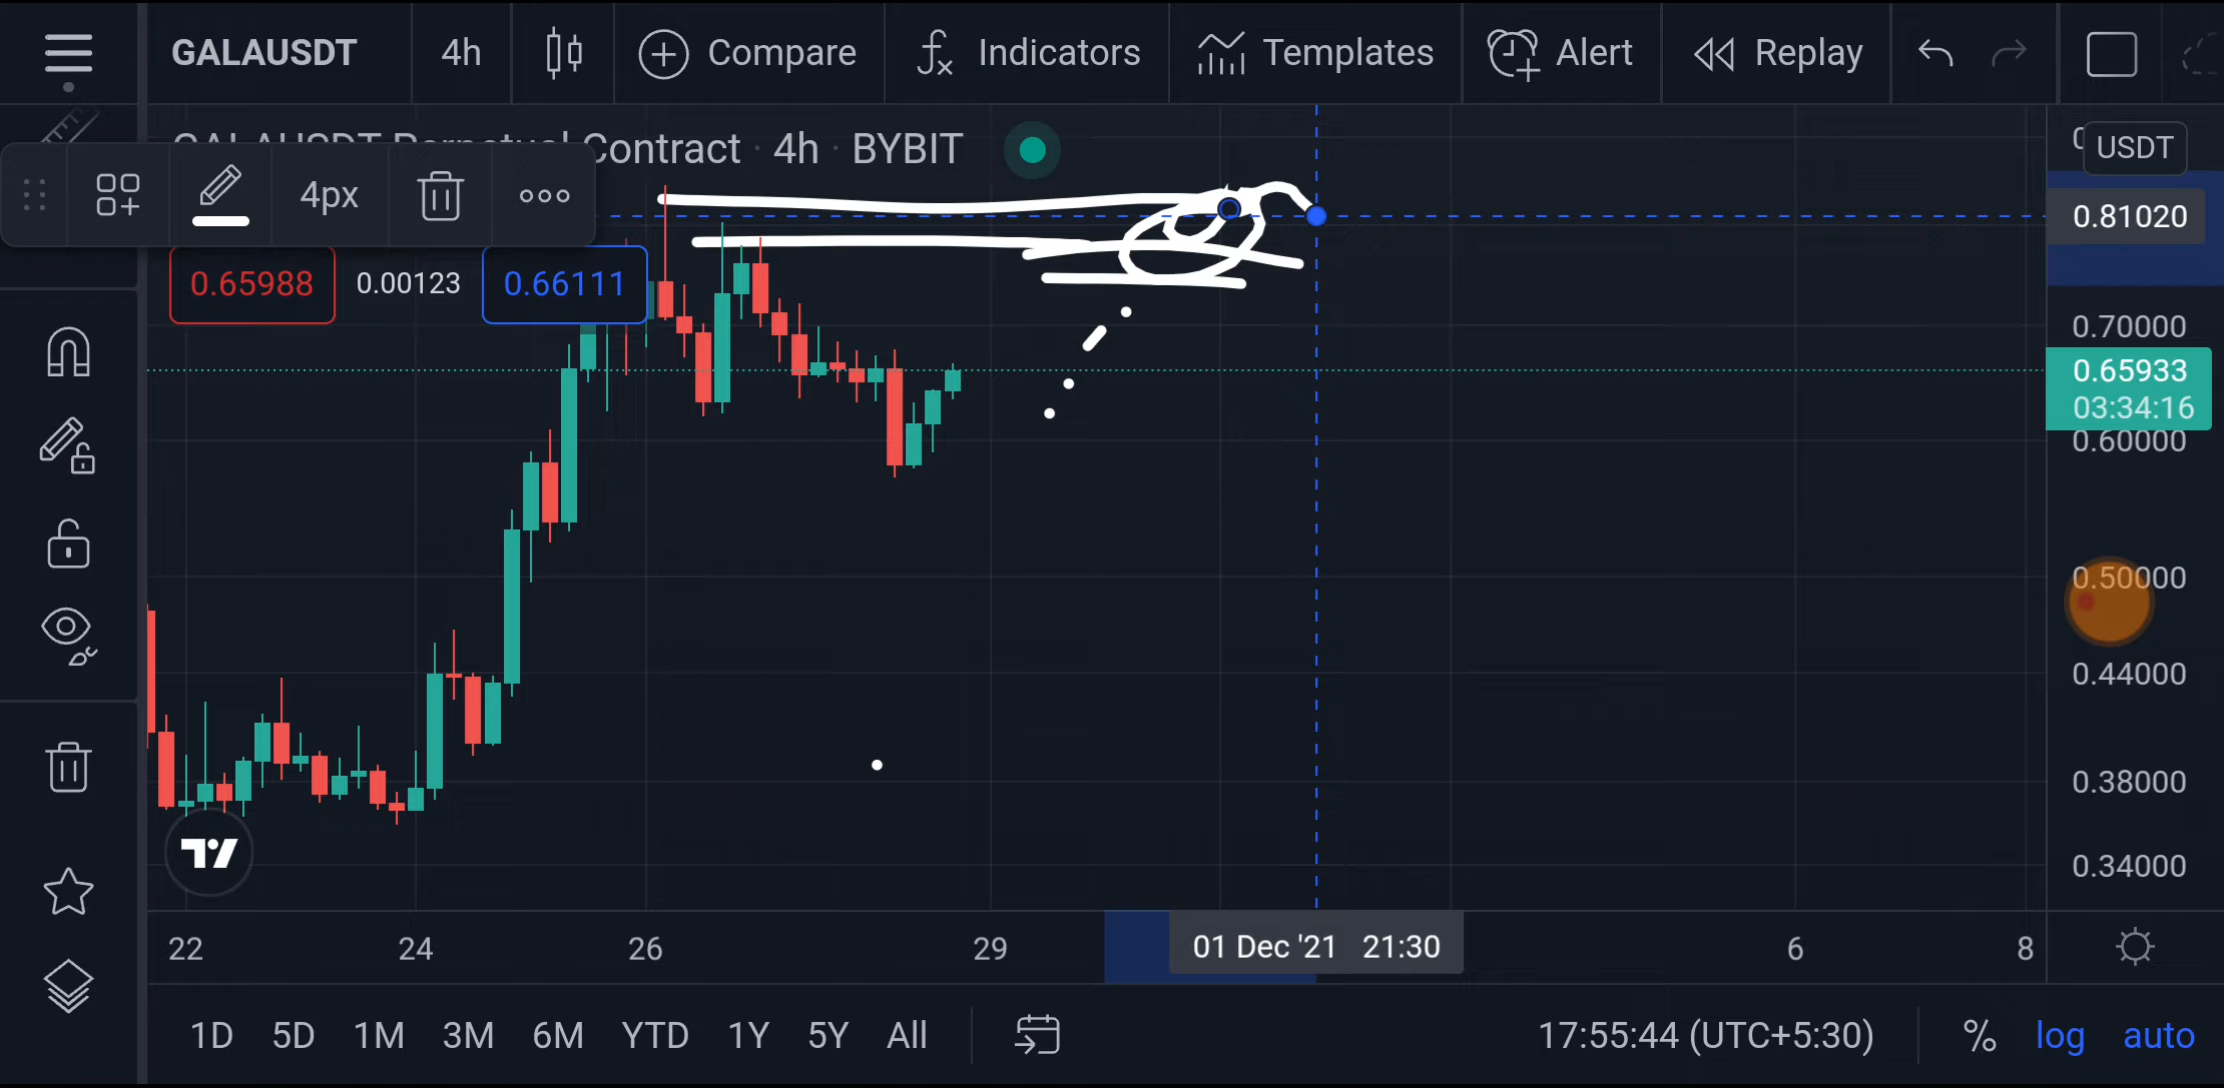 GALAUSDT 4h Compare Indicators Templates Alert Replay
GALAUSDT Perpetual Contract · 4h · BYBIT
USDT
4px
0.81020
0.65988 0.00123 0.66111
0.70000
0.65933
03:34:16
0.60000
0.50000
0.44000
0.38000
0.34000
22 24 26 29 01 Dec '21 21:30 6 8
1D 5D 1M 3M 6M YTD 1Y 5Y All 17:55:44 (UTC+5:30) % log auto